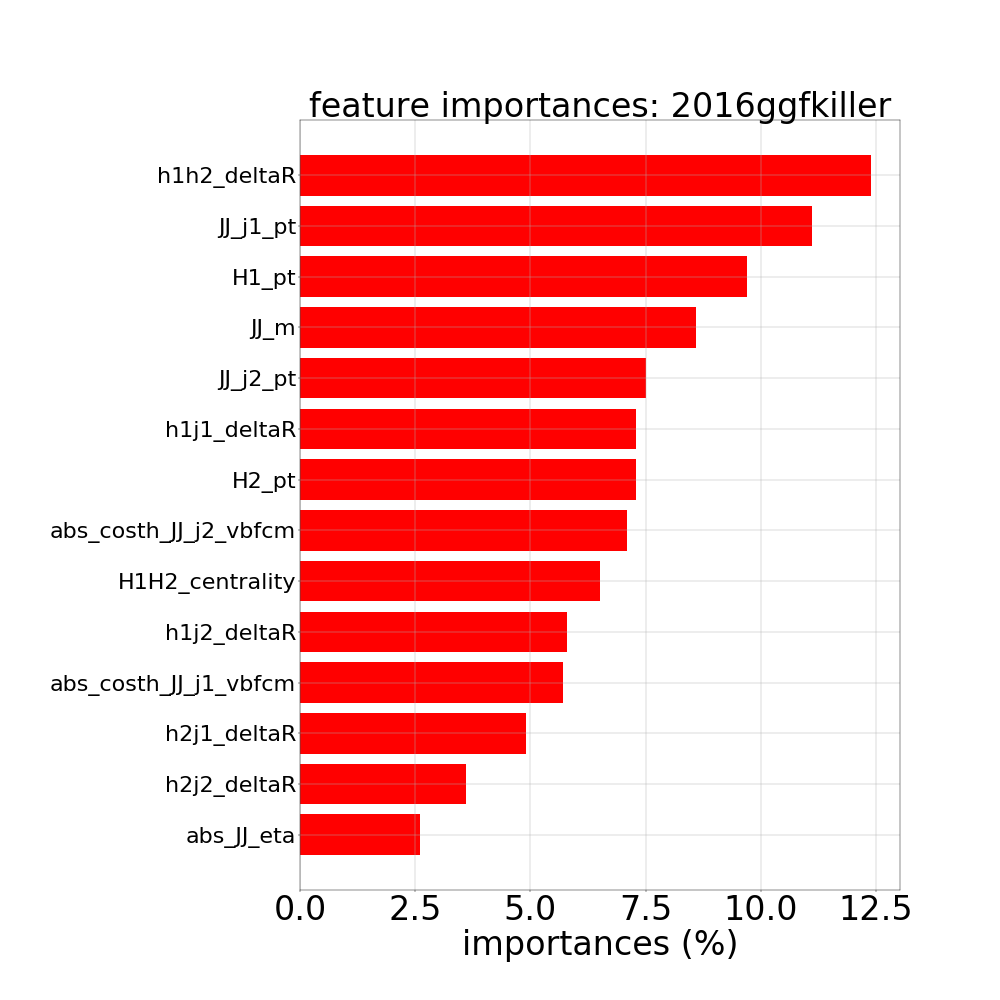 feature importances: 2016ggfkiller
h1h2_deltaR
JJ_j1_pt
H1_pt
JJ_m
JJ_j2_pt
h1j1_deltaR
H2_pt
abs_costh_JJ_j2_vbfcm
H1H2_centrality
h1j2_deltaR
abs_costh_JJ_j1_vbfcm
h2j1_deltaR
h2j2_deltaR
abs_JJ_eta
0.0 2.5 5.0 7.5 10.0 12.5
importances (%)